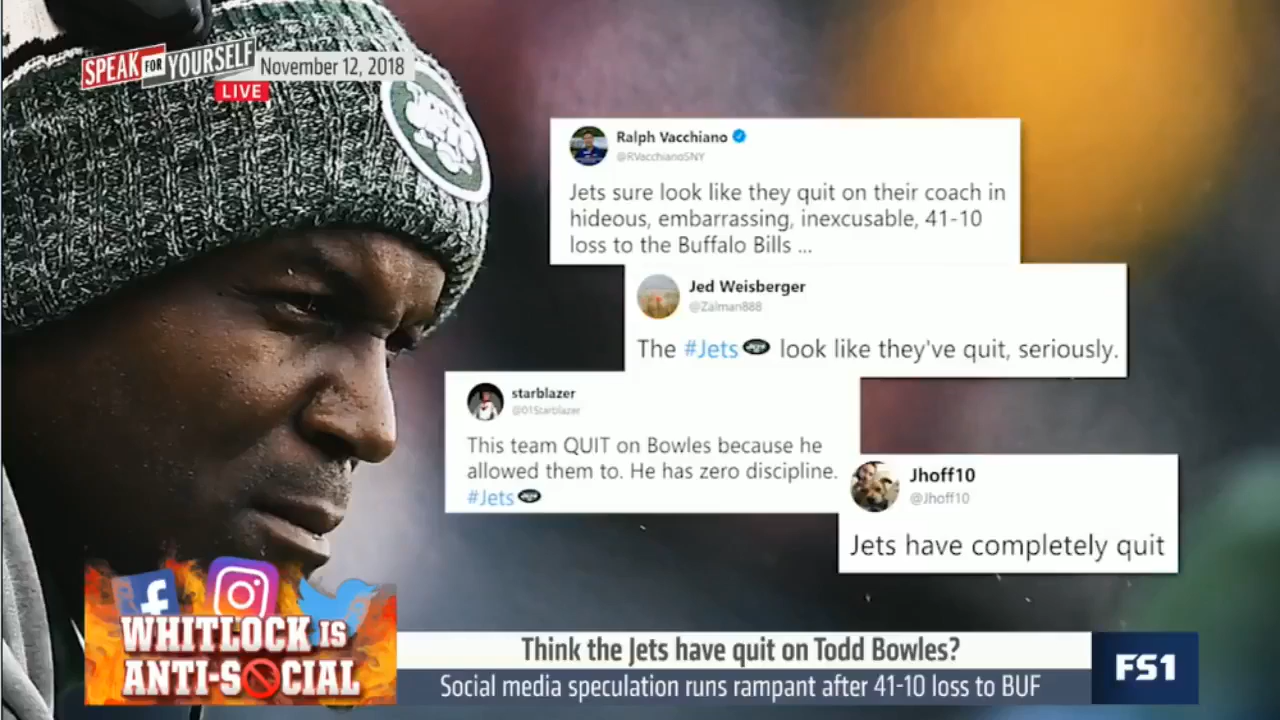 SPEAK FOR YOURSELF
November 12, 2018
LIVE
JETS
Ralph Vacchiano
@RVacchianoSNY
Jets sure look like they quit on their coach in
hideous, embarrassing, inexcusable, 41-10
loss to the Buffalo Bills ...
Jed Weisberger
@Zalman888
The #Jets look like they've quit, seriously.
starblazer
@01Starblazer
This team QUIT on Bowles because he
allowed them to. He has zero discipline.
#Jets
Jhoff10
@Jhoff10
Jets have completely quit
WHITLOCK IS
ANTI-SOCIAL
Think the Jets have quit on Todd Bowles?
Social media speculation runs rampant after 41-10 loss to BUF
FS1